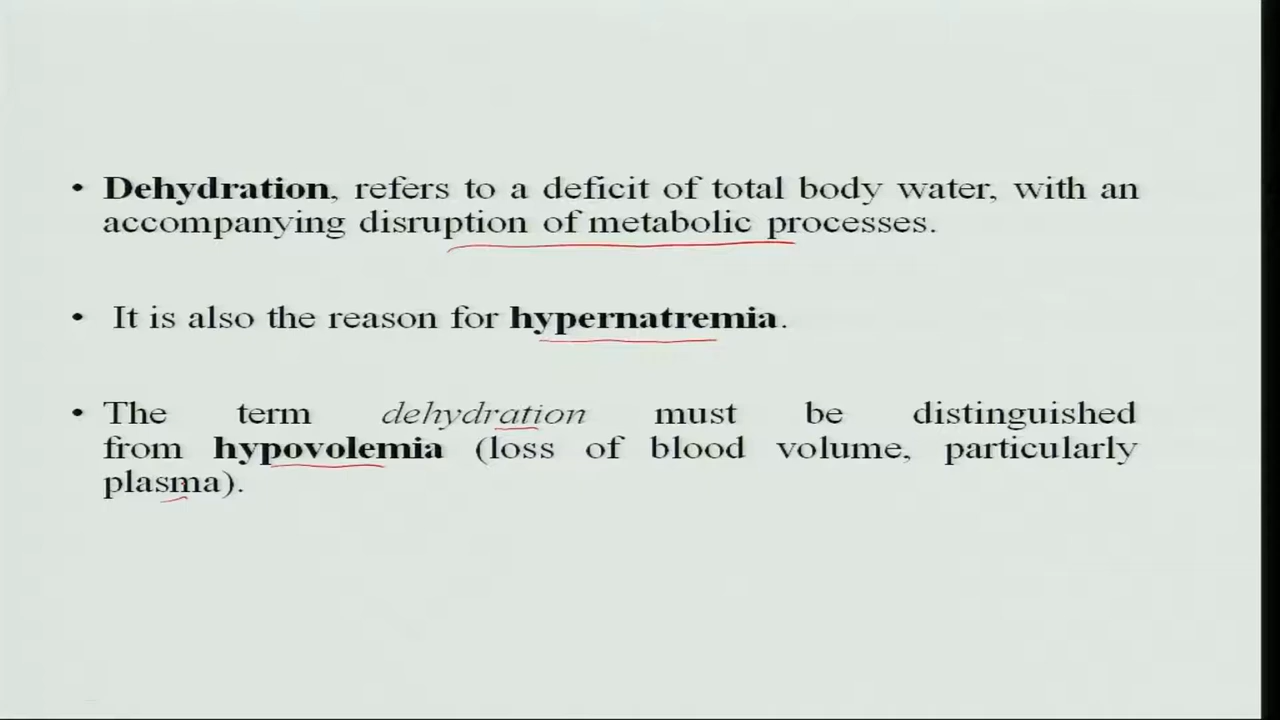 • Dehydration, refers to a deficit of total body water, with an
accompanying disruption of metabolic processes.
• It is also the reason for hypernatremia.
• The term dehydration must be distinguished
from hypovolemia (loss of blood volume, particularly
plasma).